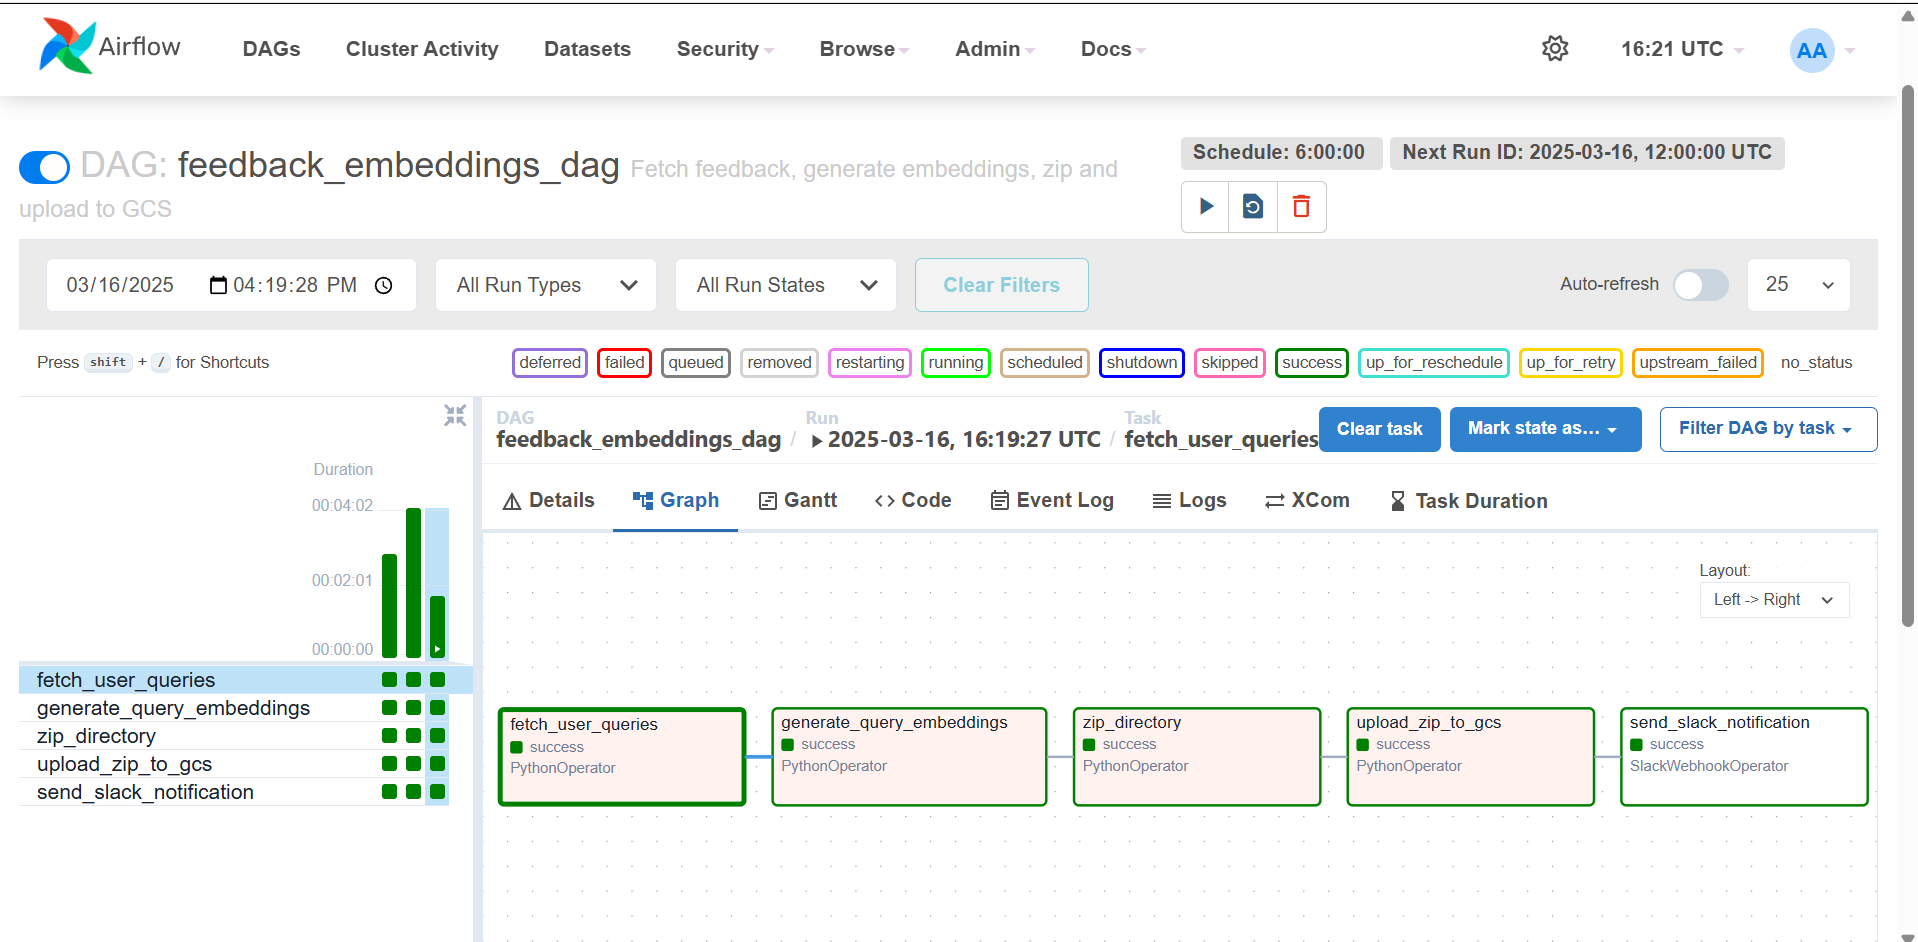 Airflow
DAGs Cluster Activity Datasets Security Browse Admin Docs 16:21 UTC AA
DAG: feedback_embeddings_dag Fetch feedback, generate embeddings, zip and
upload to GCS
Schedule: 6:00:00 Next Run ID: 2025-03-16, 12:00:00 UTC
03/16/2025 04:19:28 PM All Run Types All Run States Clear Filters Auto-refresh 25
Press shift + / for Shortcuts
deferred failed queued removed restarting running scheduled shutdown skipped success up_for_reschedule up_for_retry upstream_failed no_status
DAG Run Task
feedback_embeddings_dag / 2025-03-16, 16:19:27 UTC / fetch_user_queries
Clear task Mark state as... Filter DAG by task
Details Graph Gantt Code Event Log Logs XCom Task Duration
Duration
00:04:02
00:02:01
00:00:00
fetch_user_queries
generate_query_embeddings
zip_directory
upload_zip_to_gcs
send_slack_notification
Layout:
Left -> Right
fetch_user_queries
success
PythonOperator
generate_query_embeddings
success
PythonOperator
zip_directory
success
PythonOperator
upload_zip_to_gcs
success
PythonOperator
send_slack_notification
success
SlackWebhookOperator